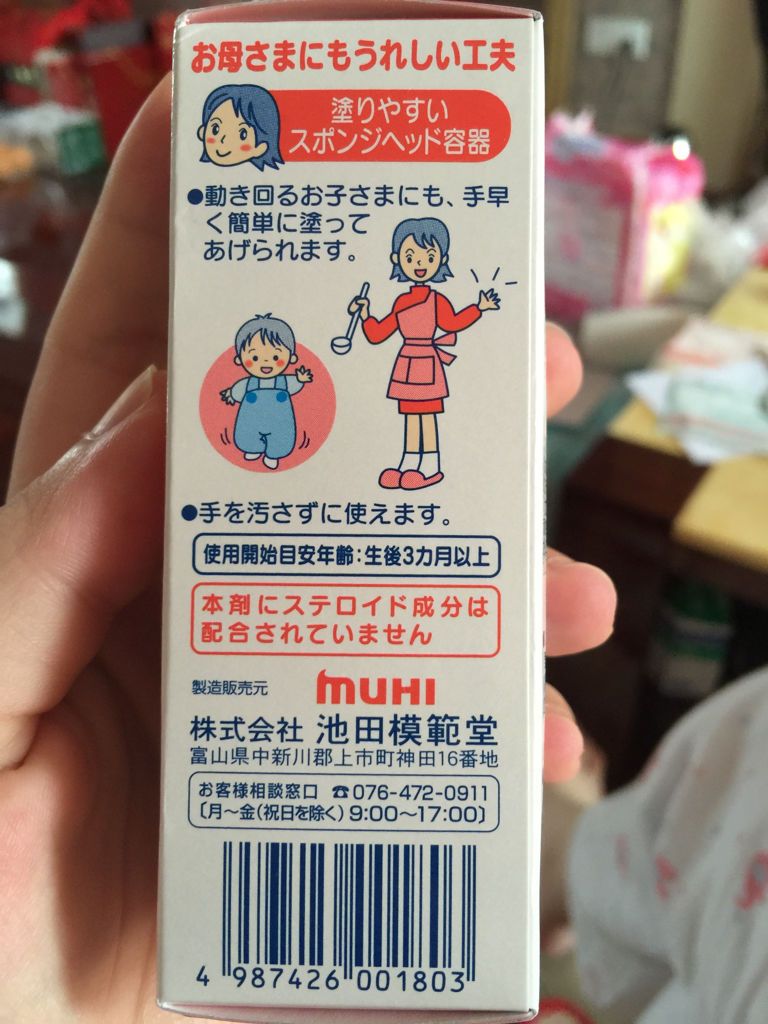 お母さまにもうれしい工夫
塗りやすい
スポンジヘッド容器
●動き回るお子さまにも、手早
く簡単に塗って
あげられます。
●手を汚さずに使えます。
使用開始目安年齢:生後3カ月以上
本剤にステロイド成分は
配合されていません
製造販売元 MUHI
株式会社 池田模範堂
富山県中新川郡上市町神田16番地
お客様相談窓口 ☎076-472-0911
〔月〜金(祝日を除く) 9:00〜17:00〕
4 987426 001803